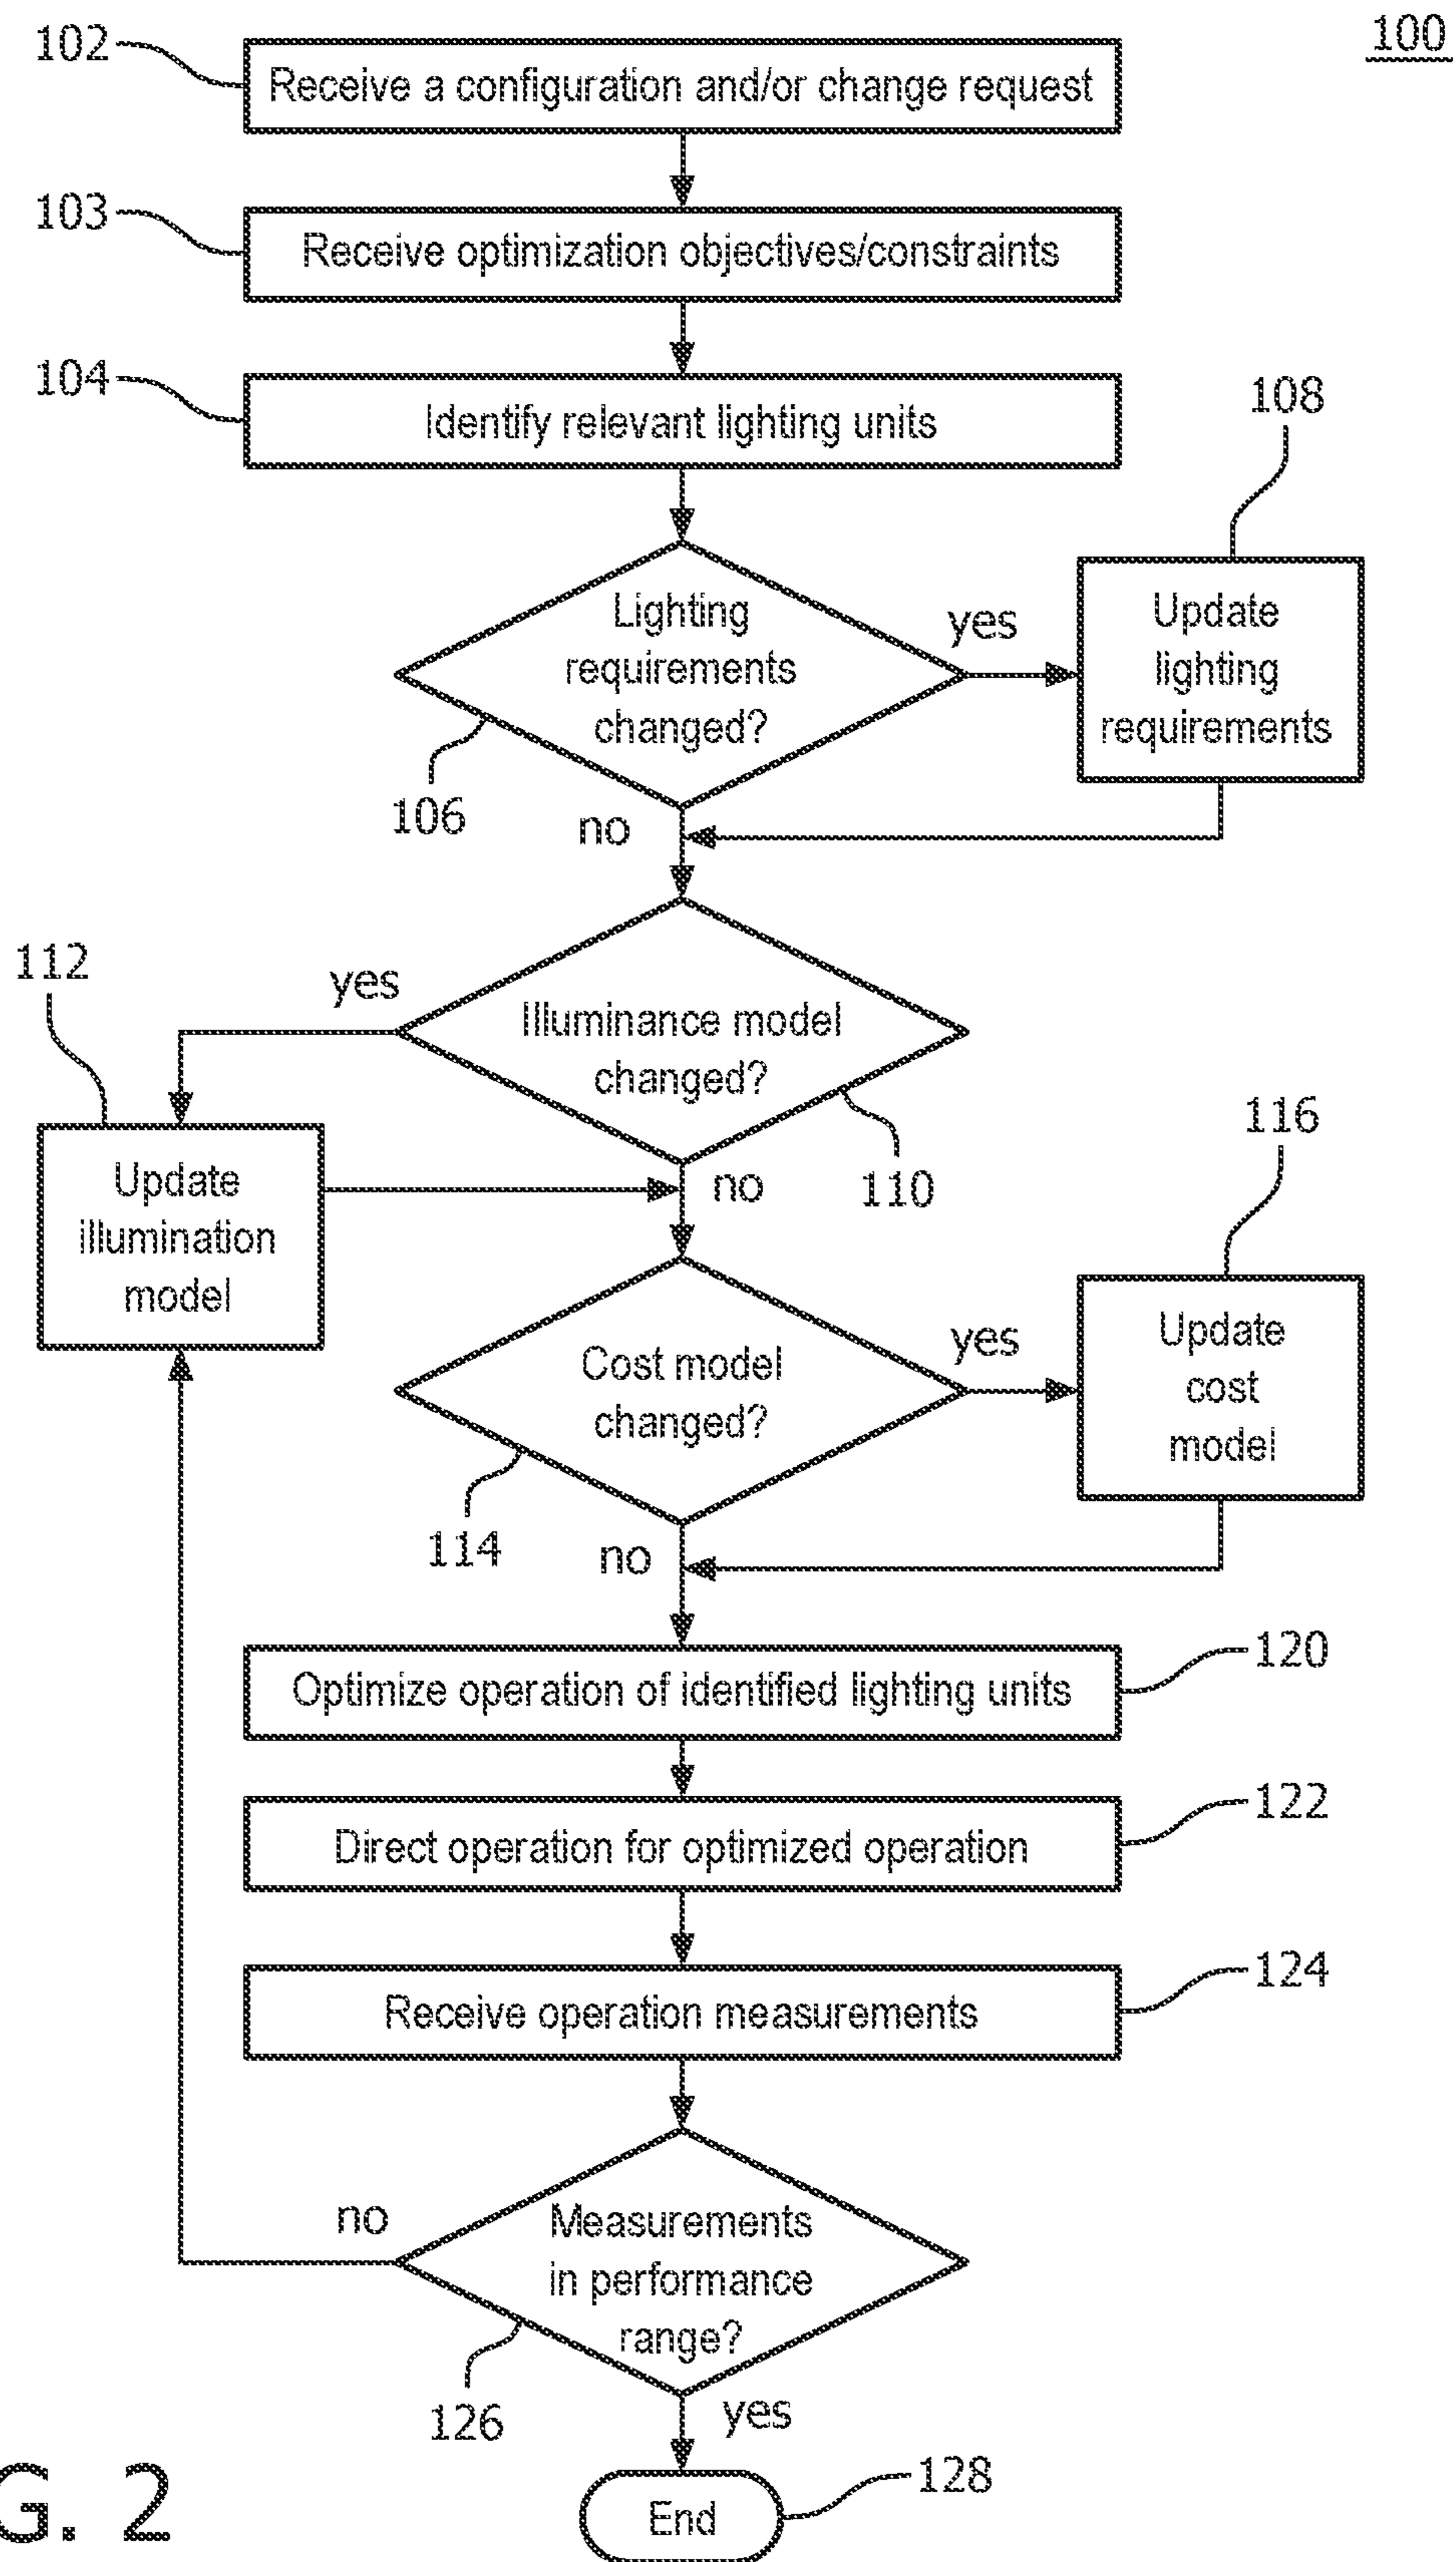 100
102
Receive a configuration and/or change request
103
Receive optimization objectives/constraints
104
Identify relevant lighting units
108
Lighting
requirements
changed?
yes
Update
lighting
requirements
106
no
112
yes
Illuminance model
changed?
110
no
Update
illumination
model
116
Cost model
changed?
yes
Update
cost
model
114
no
Optimize operation of identified lighting units
120
Direct operation for optimized operation
122
Receive operation measurements
124
no
Measurements
in performance
range?
126
yes
End
128
G. 2